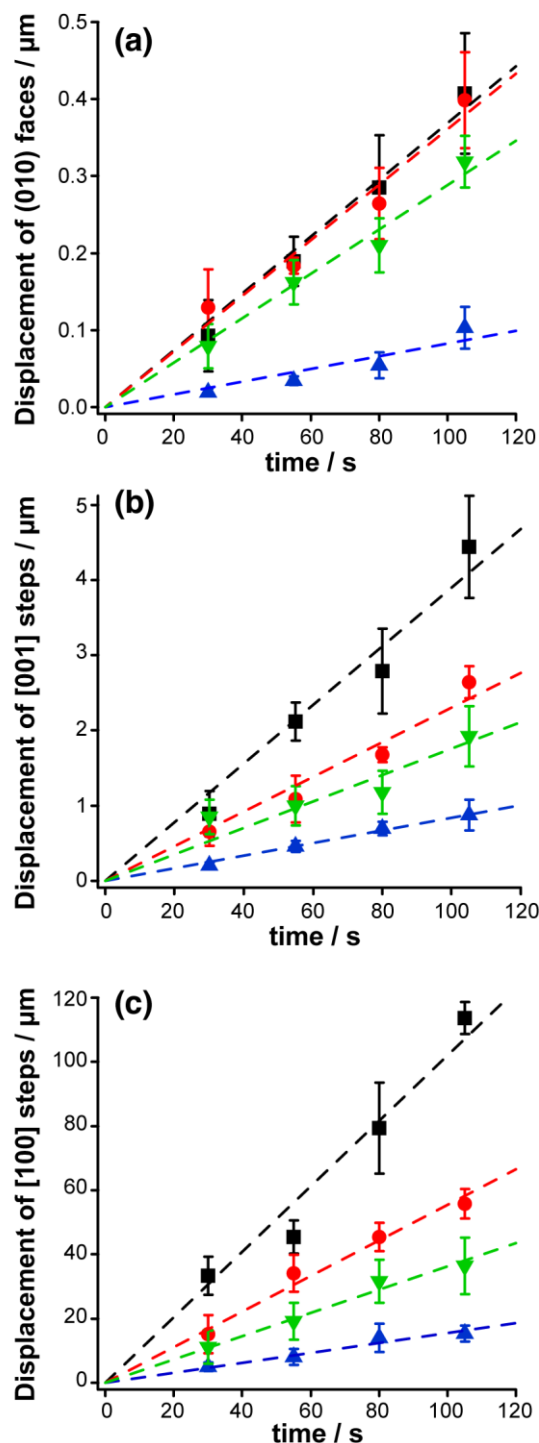 (a)
Displacement of (010) faces / µm
0.5
0.4
0.3
0.2
0.1
0.0
0 20 40 60 80 100 120
time / s
(b)
Displacement of [001] steps / µm
5
4
3
2
1
0
0 20 40 60 80 100 120
time / s
(c)
Displacement of [100] steps / µm
120
100
80
60
40
20
0
0 20 40 60 80 100 120
time / s